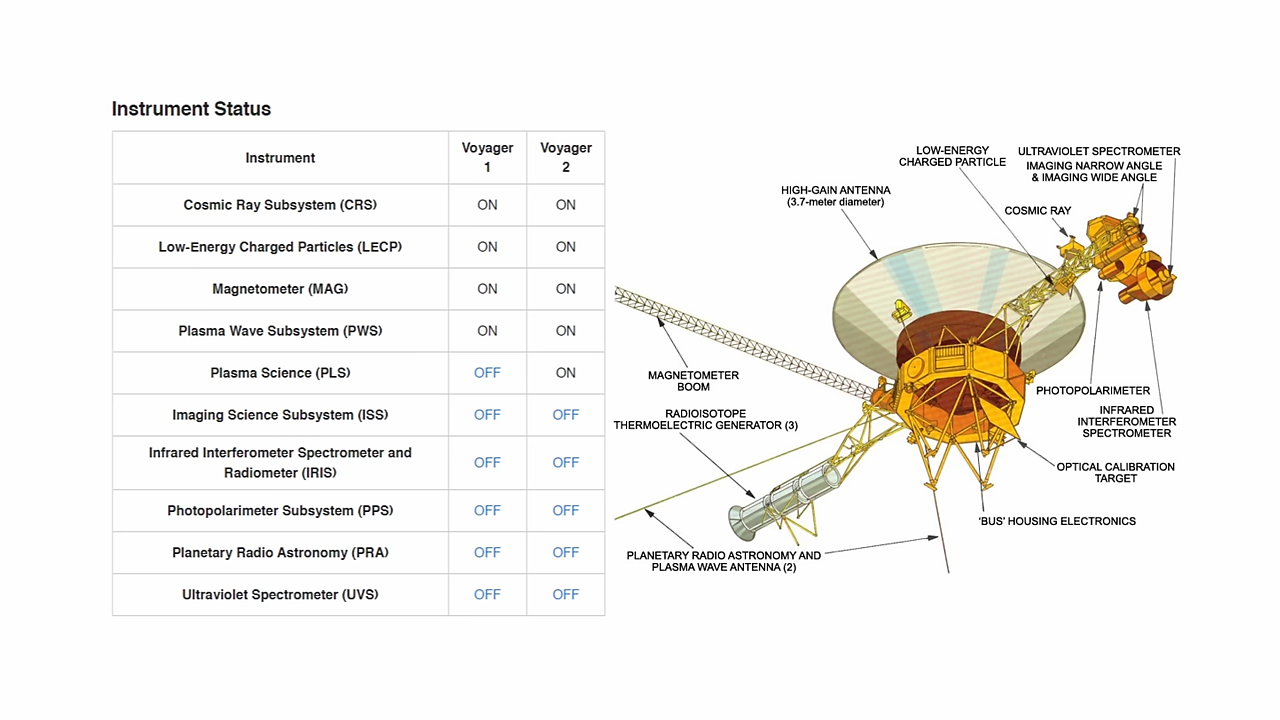 Instrument Status
Instrument Voyager 1 Voyager 2
Cosmic Ray Subsystem (CRS) ON ON
Low-Energy Charged Particles (LECP) ON ON
Magnetometer (MAG) ON ON
Plasma Wave Subsystem (PWS) ON ON
Plasma Science (PLS) OFF ON
Imaging Science Subsystem (ISS) OFF OFF
Infrared Interferometer Spectrometer and
Radiometer (IRIS) OFF OFF
Photopolarimeter Subsystem (PPS) OFF OFF
Planetary Radio Astronomy (PRA) OFF OFF
Ultraviolet Spectrometer (UVS) OFF OFF
LOW-ENERGY
CHARGED PARTICLE
ULTRAVIOLET SPECTROMETER
IMAGING NARROW ANGLE
& IMAGING WIDE ANGLE
HIGH-GAIN ANTENNA
(3.7-meter diameter)
COSMIC RAY
MAGNETOMETER
BOOM
RADIOISOTOPE
THERMOELECTRIC GENERATOR (3)
PHOTOPOLARIMETER
INFRARED
INTERFEROMETER
SPECTROMETER
OPTICAL CALIBRATION
TARGET
'BUS' HOUSING ELECTRONICS
PLANETARY RADIO ASTRONOMY AND
PLASMA WAVE ANTENNA (2)